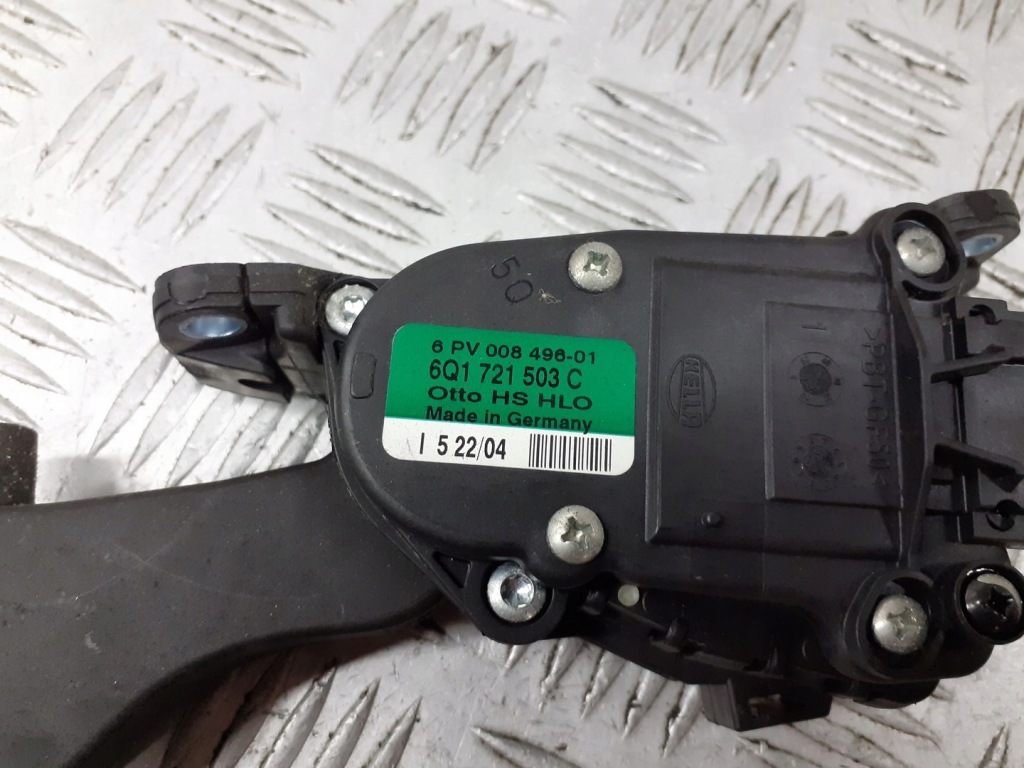 50
6 PV 008 496-01
6Q1 721 503 C
Otto HS HLO
Made in Germany
I 5 22/04
HELLA
1